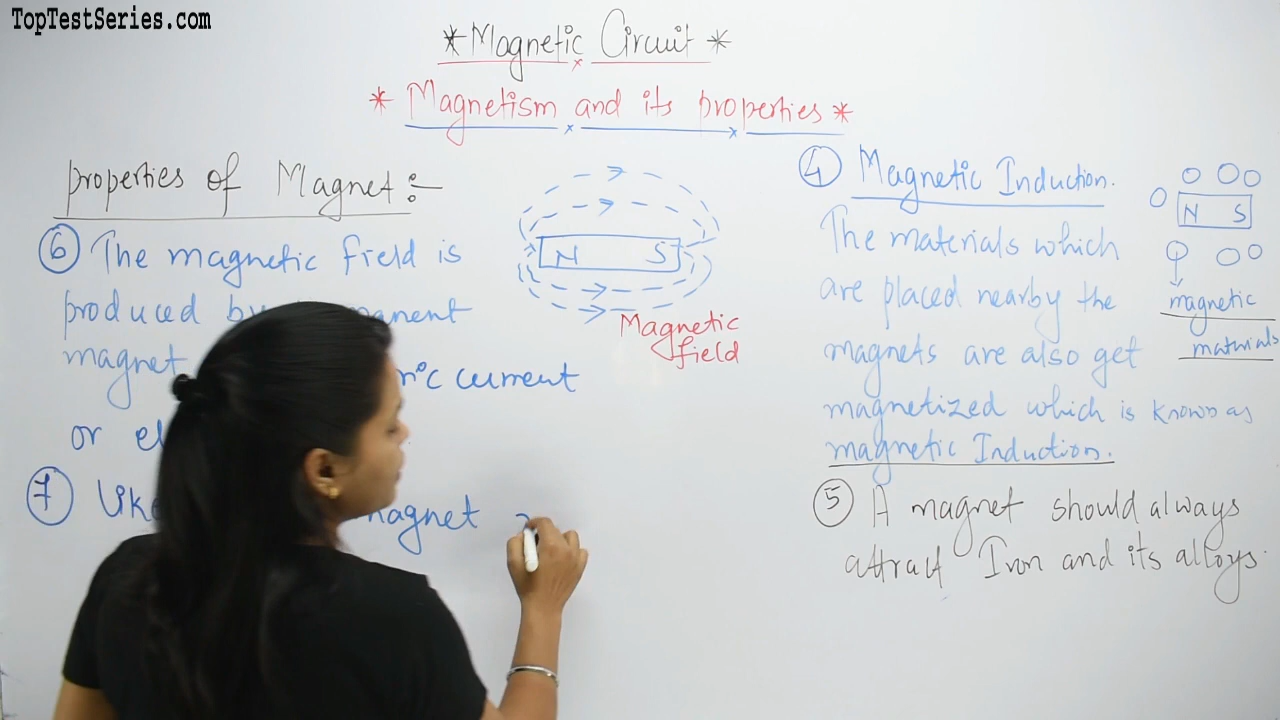 TopTestSeries.com
* Magnetic Circuit *
* Magnetism and its properties *
properties of Magnet :-
⑥ The magnetic field is
produced by
magnet current
or
⑦ magnet
N S
Magnetic
field
④ Magnetic Induction.
The materials which
are placed nearby the
magnets are also get
magnetized which is known as
magnetic Induction.
N S
magnetic
materials
⑤ A magnet should always
attract Iron and its alloys.